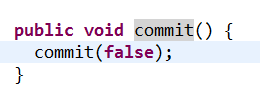 public void commit() {
  commit(false);
}